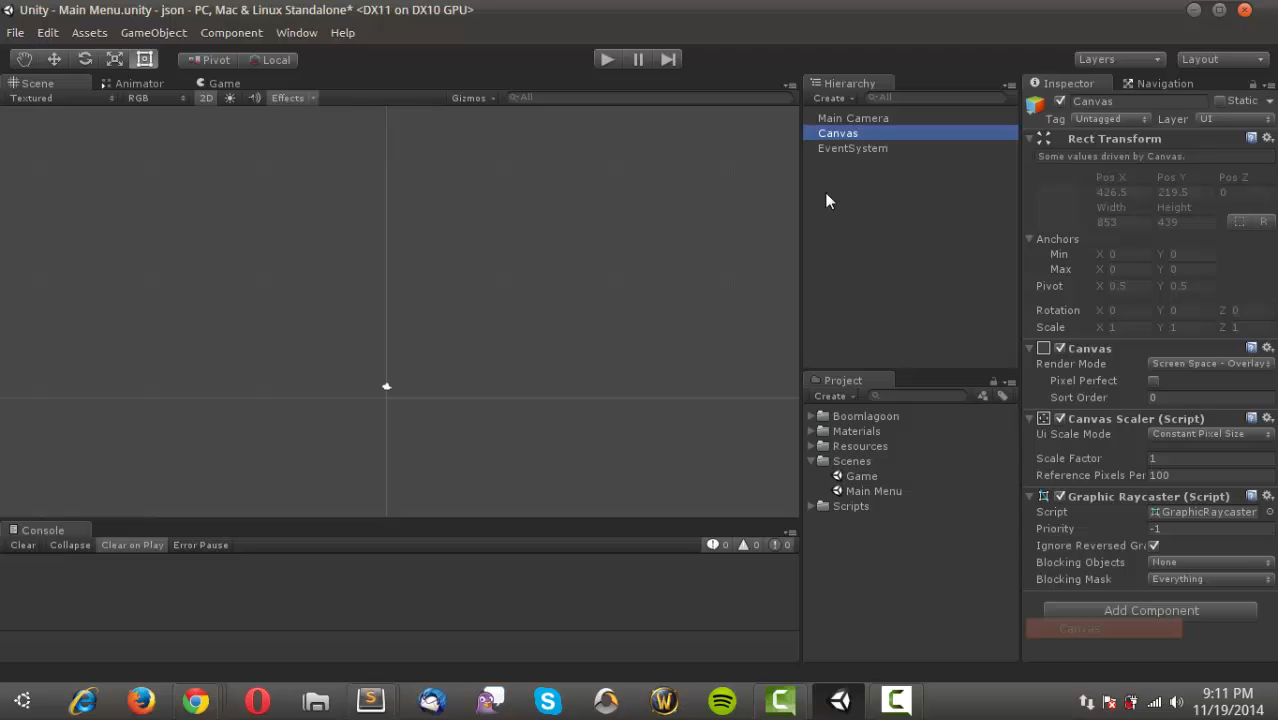 Unity - Main Menu.unity - json - PC, Mac & Linux Standalone* <DX11 on DX10 GPU>
File Edit Assets GameObject Component Window Help
Pivot Local Layers Layout
Scene Animator Game
Textured RGB 2D Effects Gizmos All
Hierarchy
Create All
Main Camera
Canvas
EventSystem
Project
Create
Boomlagoon
Materials
Resources
Scenes
Game
Main Menu
Scripts
Console
Clear Collapse Clear on Play Error Pause 0 0 0
Inspector Navigation
Canvas Static
Tag Untagged Layer UI
Rect Transform
Some values driven by Canvas.
Pos X Pos Y Pos Z
426.5 219.5 0
Width Height
853 439 R
Anchors
Min X 0 Y 0
Max X 0 Y 0
Pivot X 0.5 Y 0.5
Rotation X 0 Y 0 Z 0
Scale X 1 Y 1 Z 1
Canvas
Render Mode Screen Space - Overlay
Pixel Perfect
Sort Order 0
Canvas Scaler (Script)
Ui Scale Mode Constant Pixel Size
Scale Factor 1
Reference Pixels Per 100
Graphic Raycaster (Script)
Script GraphicRaycaster
Priority -1
Ignore Reversed Gra
Blocking Objects None
Blocking Mask Everything
Add Component
Canvas
9:11 PM
11/19/2014